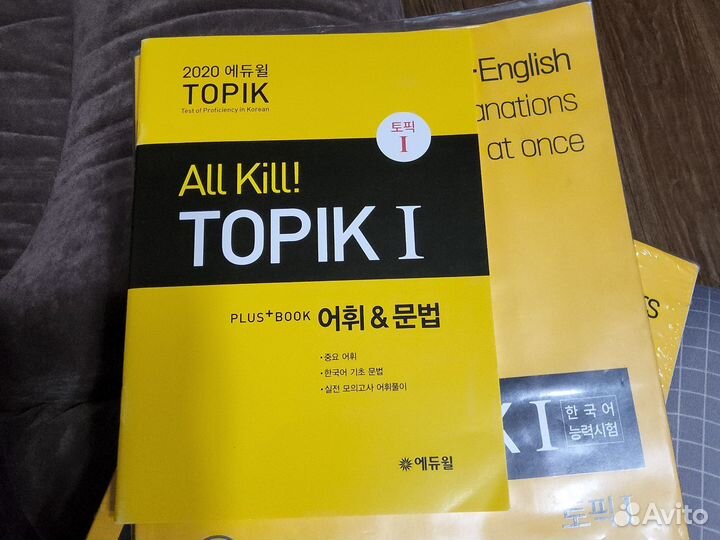 2020 에듀윌
TOPIK
Test of Proficiency in Korean
토픽
I
All Kill!
TOPIK I
PLUS+BOOK 어휘 & 문법
• 중요 어휘
• 한국어 기초 문법
• 실전 모의고사 어휘풀이
에듀윌
-English
anations
at once
TS
K I
한국어
능력시험
토픽 I
Avito